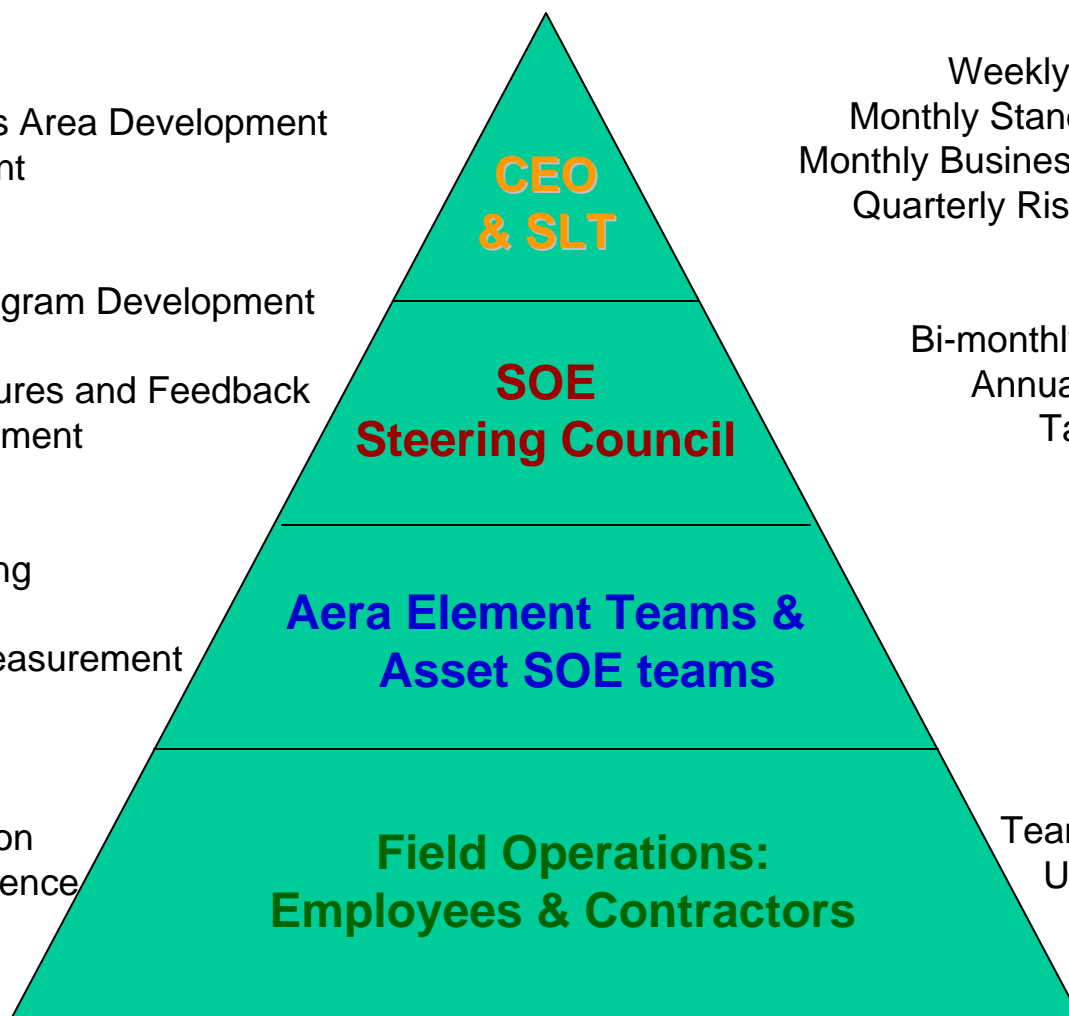 s Area Development
nt
gram Development
ures and Feedback
ment
ng
easurement
on
ence
CEO
& SLT
SOE
Steering Council
Aera Element Teams &
Asset SOE teams
Field Operations:
Employees & Contractors
Weekly
Monthly Stand
Monthly Busines
Quarterly Ris
Bi-monthly
Annua
Ta
Tear
U